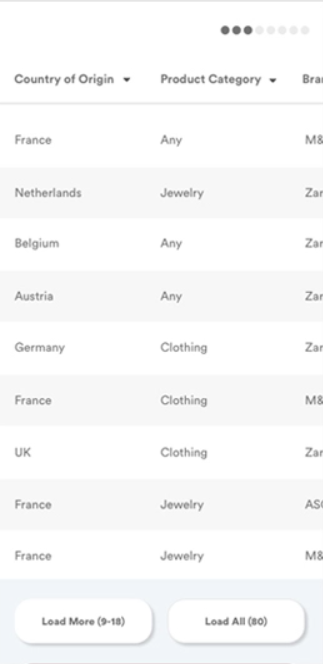 Country of Origin Product Category Bra
France Any M&
Netherlands Jewelry Zar
Belgium Any Zar
Austria Any Zar
Germany Clothing Zar
France Clothing M&
UK Clothing Zar
France Jewelry AS
France Jewelry M&
Load More (9-18) Load All (80)